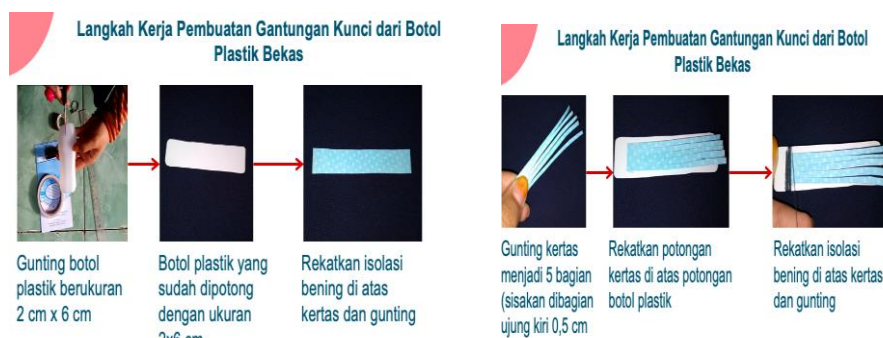 Langkah Kerja Pembuatan Gantungan Kunci dari Botol
Plastik Bekas
Gunting botol
plastik berukuran
2 cm x 6 cm
Botol plastik yang
sudah dipotong
dengan ukuran
2x6 cm
Rekatkan isolasi
bening di atas
kertas dan gunting
Langkah Kerja Pembuatan Gantungan Kunci dari Botol
Plastik Bekas
Gunting kertas
menjadi 5 bagian
(sisakan dibagian
ujung kiri 0,5 cm
Rekatkan potongan
kertas di atas potongan
botol plastik
Rekatkan isolasi
bening di atas kertas
dan gunting